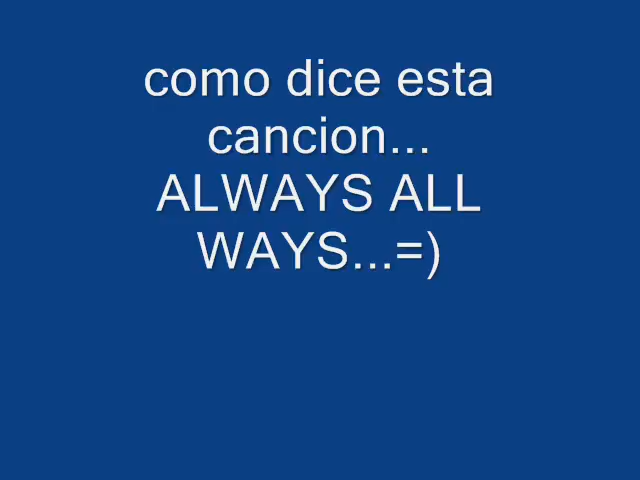 como dice esta
cancion...
ALWAYS ALL
WAYS...=)